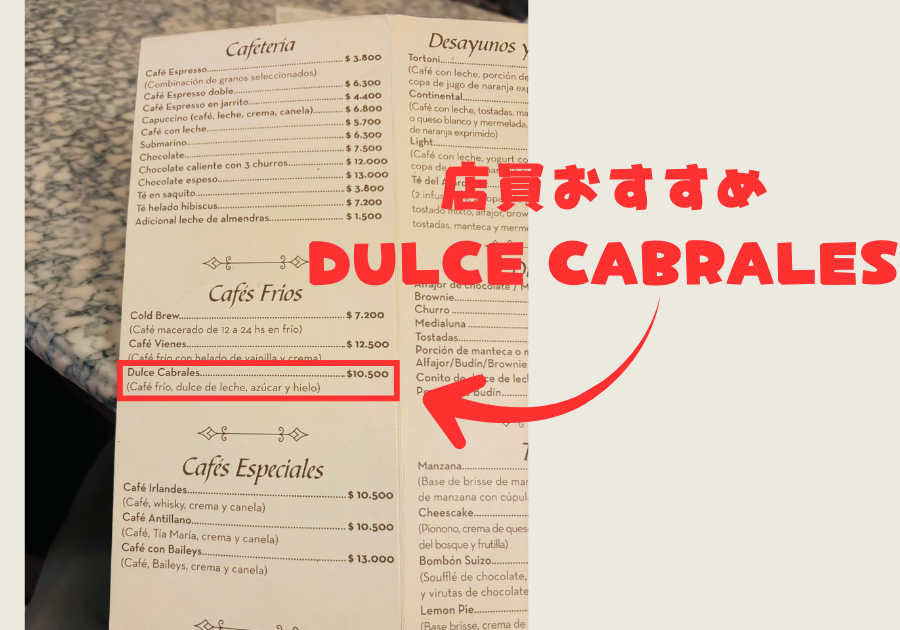 Cafetería
Café Espresso $ 3.800
(Combinación de granos seleccionados)
Café Espresso doble $ 6.300
Café Espresso en jarrito $ 4.400
Capuccino (café, leche, crema, canela) $ 6.800
Café con leche $ 5.700
Submarino $ 6.300
Chocolate $ 7.500
Chocolate caliente con 3 churros $ 12.000
Chocolate espeso $ 13.000
Té en saquito $ 3.800
Té helado hibiscus $ 7.200
Adicional leche de almendras $ 1.500
Cafés Fríos
Cold Brew $ 7.200
(Café macerado de 12 a 24 hs en frío)
Café Vienes $ 12.500
(Café frío con helado de vainilla y crema)
Dulce Cabrales $10.500
(Café frío, dulce de leche, azúcar y hielo)
Cafés Especiales
Café Irlandes $ 10.500
(Café, whisky, crema y canela)
Café Antillano $ 10.500
(Café, Tía María, crema y canela)
Café con Baileys $ 13.000
(Café, Baileys, crema y canela)
Desayunos y
Tortoni
(Café con leche, porción de
copa de jugo de naranja
Continental
(Café con leche, tostadas,
o queso blanco y mermelada,
de naranja exprimido)
Light
(Café con leche, yogurt
copa de
Té del
(2
tostado mixto, alfajor,
tostadas, manteca y
Alfajor de chocolate /
Brownie
Churro
Medialuna
Tostadas
Porción de manteca o
Alfajor/Budín/Brownie
Conito de dulce de
Budín
Manzana
(Base de brisse de
de manzana con
Cheescake
(Pionono, crema de
del bosque y frutilla)
Bombón Suizo
(Soufflé de chocolate,
y virutas de chocolate
Lemon Pie
(Base brisse, crema de
店員おすすめ
DULCE CABRALES